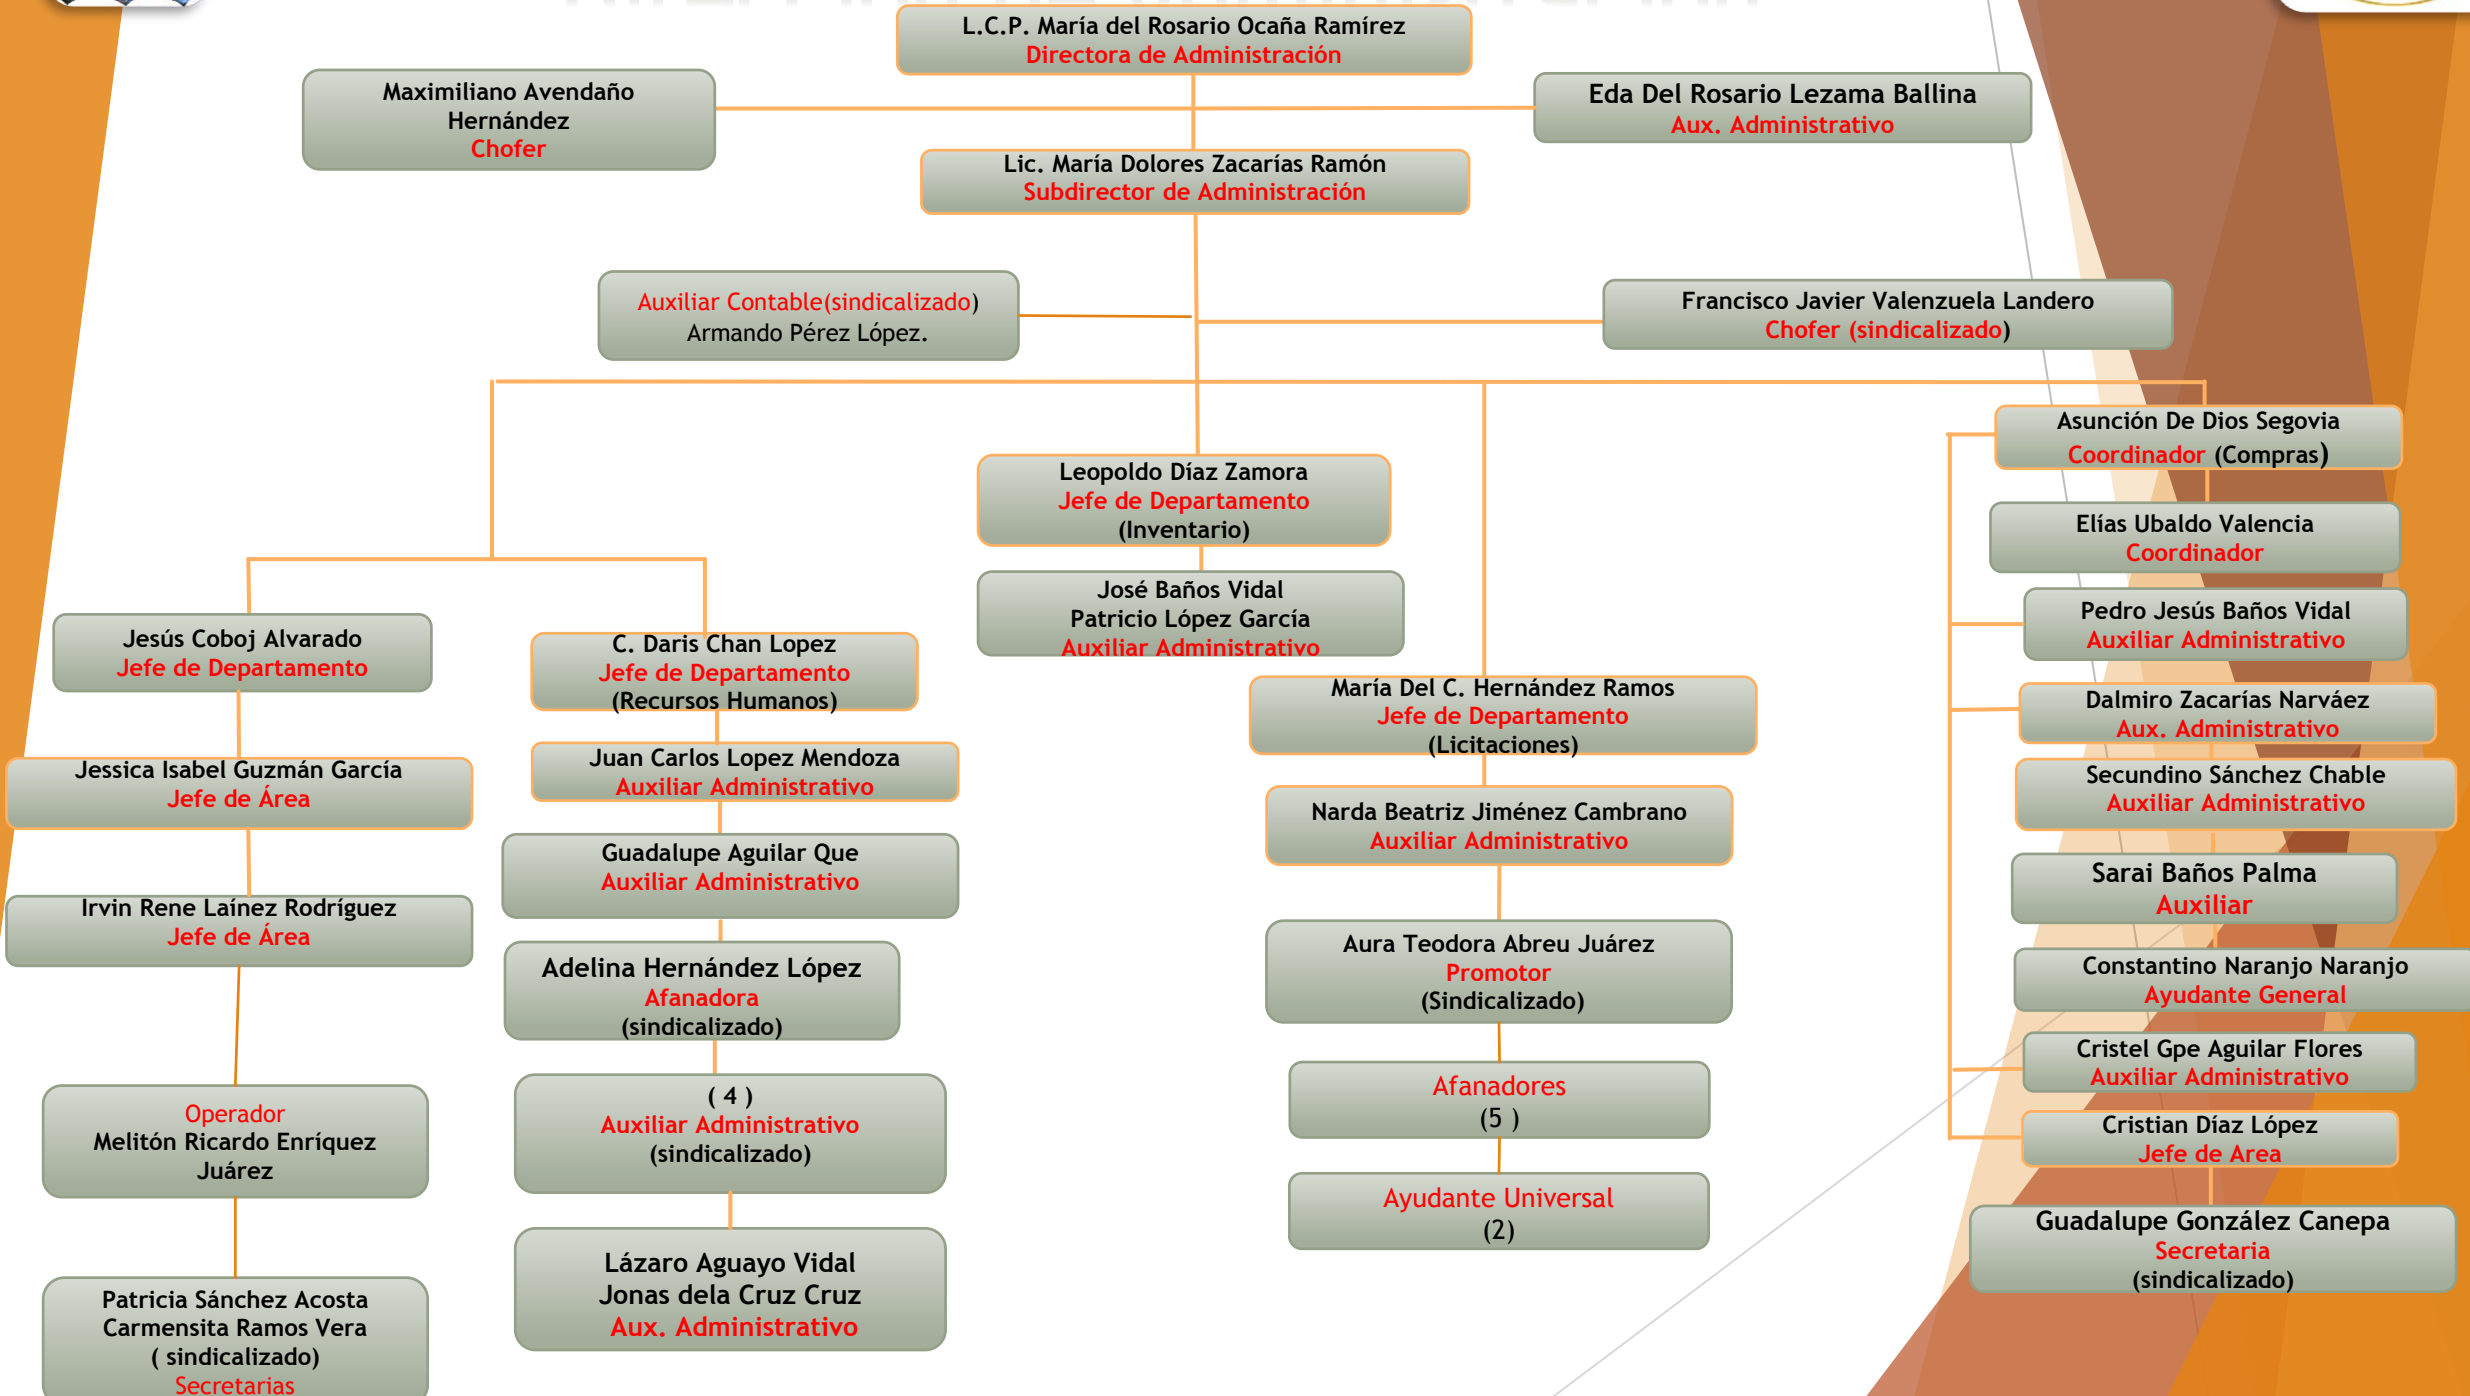 L.C.P. María del Rosario Ocaña Ramírez
Directora de Administración
Maximiliano Avendaño
Hernández
Chofer
Eda Del Rosario Lezama Ballina
Aux. Administrativo
Lic. María Dolores Zacarías Ramón
Subdirector de Administración
Auxiliar Contable(sindicalizado)
Armando Pérez López.
Francisco Javier Valenzuela Landero
Chofer (sindicalizado)
Jesús Coboj Alvarado
Jefe de Departamento
Jessica Isabel Guzmán García
Jefe de Área
Irvin Rene Laínez Rodríguez
Jefe de Área
Operador
Melitón Ricardo Enríquez
Juárez
Patricia Sánchez Acosta
Carmensita Ramos Vera
( sindicalizado)
Secretarias
C. Daris Chan Lopez
Jefe de Departamento
(Recursos Humanos)
Juan Carlos Lopez Mendoza
Auxiliar Administrativo
Guadalupe Aguilar Que
Auxiliar Administrativo
Adelina Hernández López
Afanadora
(sindicalizado)
( 4 )
Auxiliar Administrativo
(sindicalizado)
Lázaro Aguayo Vidal
Jonas dela Cruz Cruz
Aux. Administrativo
Leopoldo Díaz Zamora
Jefe de Departamento
(Inventario)
José Baños Vidal
Patricio López García
Auxiliar Administrativo
María Del C. Hernández Ramos
Jefe de Departamento
(Licitaciones)
Narda Beatriz Jiménez Cambrano
Auxiliar Administrativo
Aura Teodora Abreu Juárez
Promotor
(Sindicalizado)
Afanadores
(5 )
Ayudante Universal
(2)
Asunción De Dios Segovia
Coordinador (Compras)
Elías Ubaldo Valencia
Coordinador
Pedro Jesús Baños Vidal
Auxiliar Administrativo
Dalmiro Zacarías Narváez
Aux. Administrativo
Secundino Sánchez Chable
Auxiliar Administrativo
Sarai Baños Palma
Auxiliar
Constantino Naranjo Naranjo
Ayudante General
Cristel Gpe Aguilar Flores
Auxiliar Administrativo
Cristian Díaz López
Jefe de Area
Guadalupe González Canepa
Secretaria
(sindicalizado)